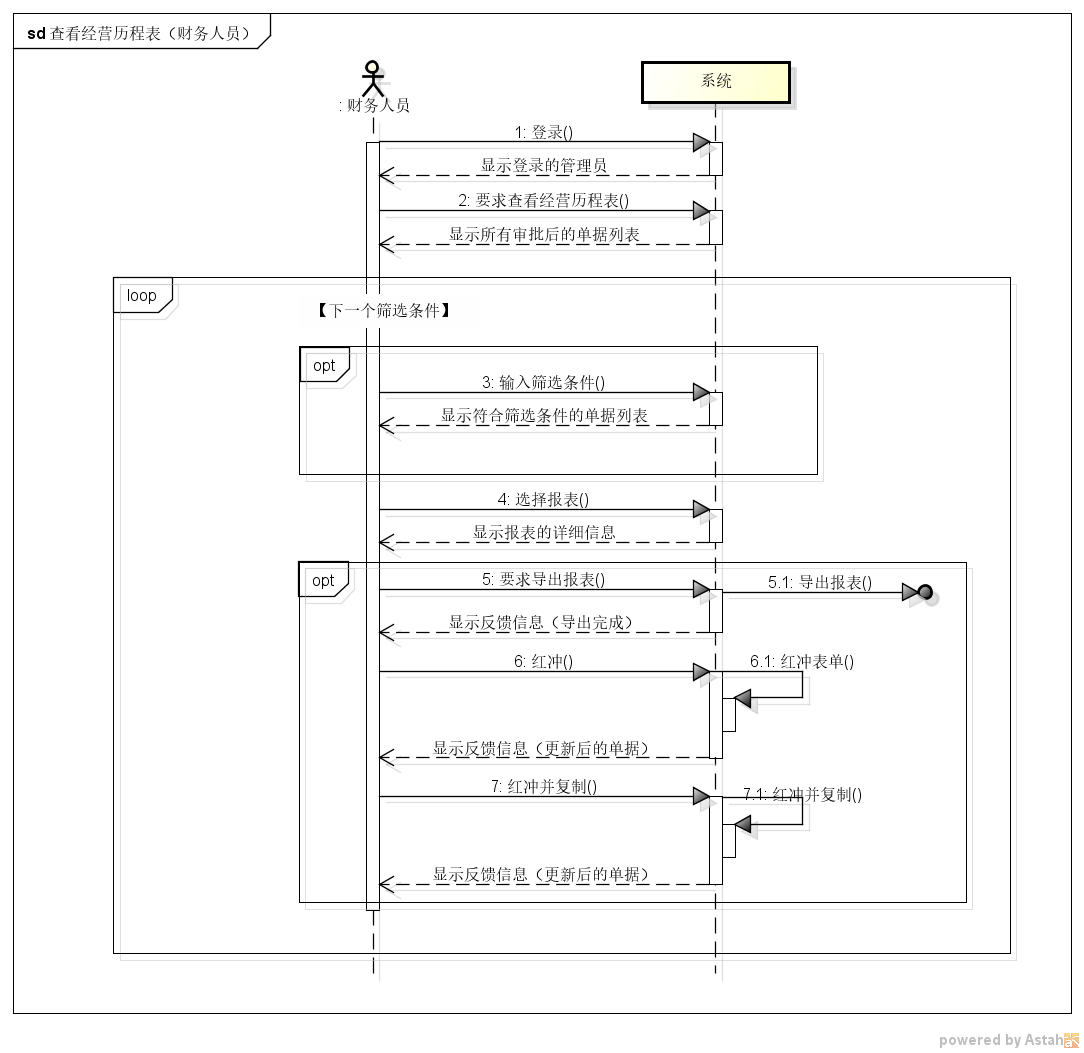 sd 查看经营历程表（财务人员）
: 财务人员
系统
1: 登录()
显示登录的管理员
2: 要求查看经营历程表()
显示所有审批后的单据列表
loop
【下一个筛选条件】
opt
3: 输入筛选条件()
显示符合筛选条件的单据列表
4: 选择报表()
显示报表的详细信息
opt
5: 要求导出报表()
5.1: 导出报表()
显示反馈信息（导出完成）
6: 红冲()
6.1: 红冲表单()
显示反馈信息（更新后的单据）
7: 红冲并复制()
7.1: 红冲并复制()
显示反馈信息（更新后的单据）
powered by Astah